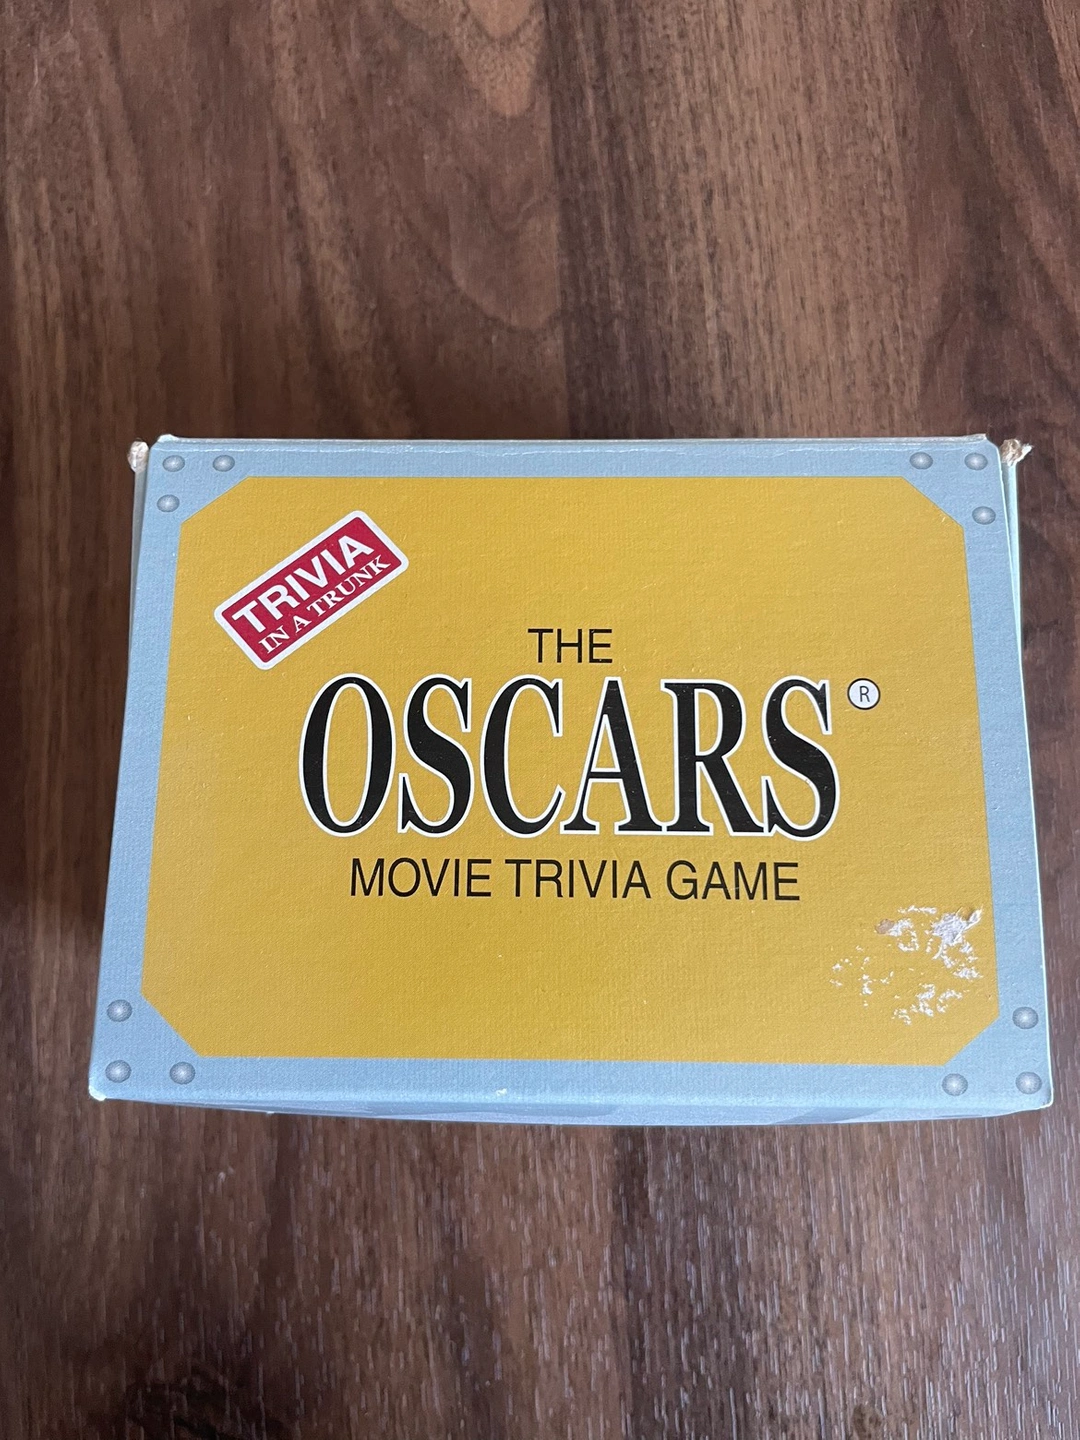 TRIVIA
IN A TRUNK
THE
OSCARS®
MOVIE TRIVIA GAME